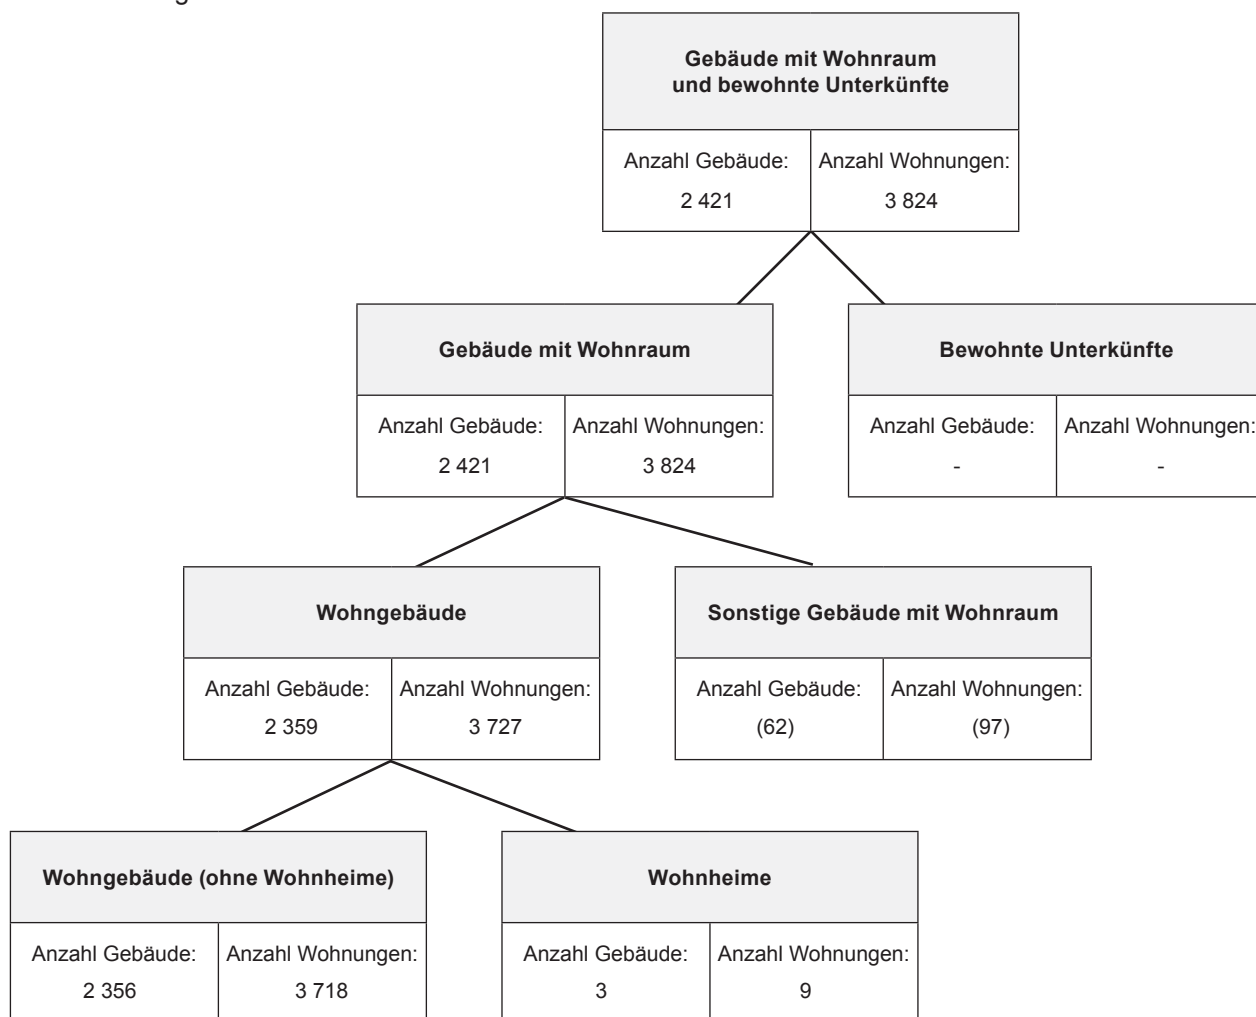 Gebäude mit Wohnraum
und bewohnte Unterkünfte
Anzahl Gebäude: Anzahl Wohnungen:
2 421 3 824
Gebäude mit Wohnraum
Anzahl Gebäude: Anzahl Wohnungen:
2 421 3 824
Bewohnte Unterkünfte
Anzahl Gebäude: Anzahl Wohnungen:
- -
Wohngebäude
Anzahl Gebäude: Anzahl Wohnungen:
2 359 3 727
Sonstige Gebäude mit Wohnraum
Anzahl Gebäude: Anzahl Wohnungen:
(62) (97)
Wohngebäude (ohne Wohnheime)
Anzahl Gebäude: Anzahl Wohnungen:
2 356 3 718
Wohnheime
Anzahl Gebäude: Anzahl Wohnungen:
3 9